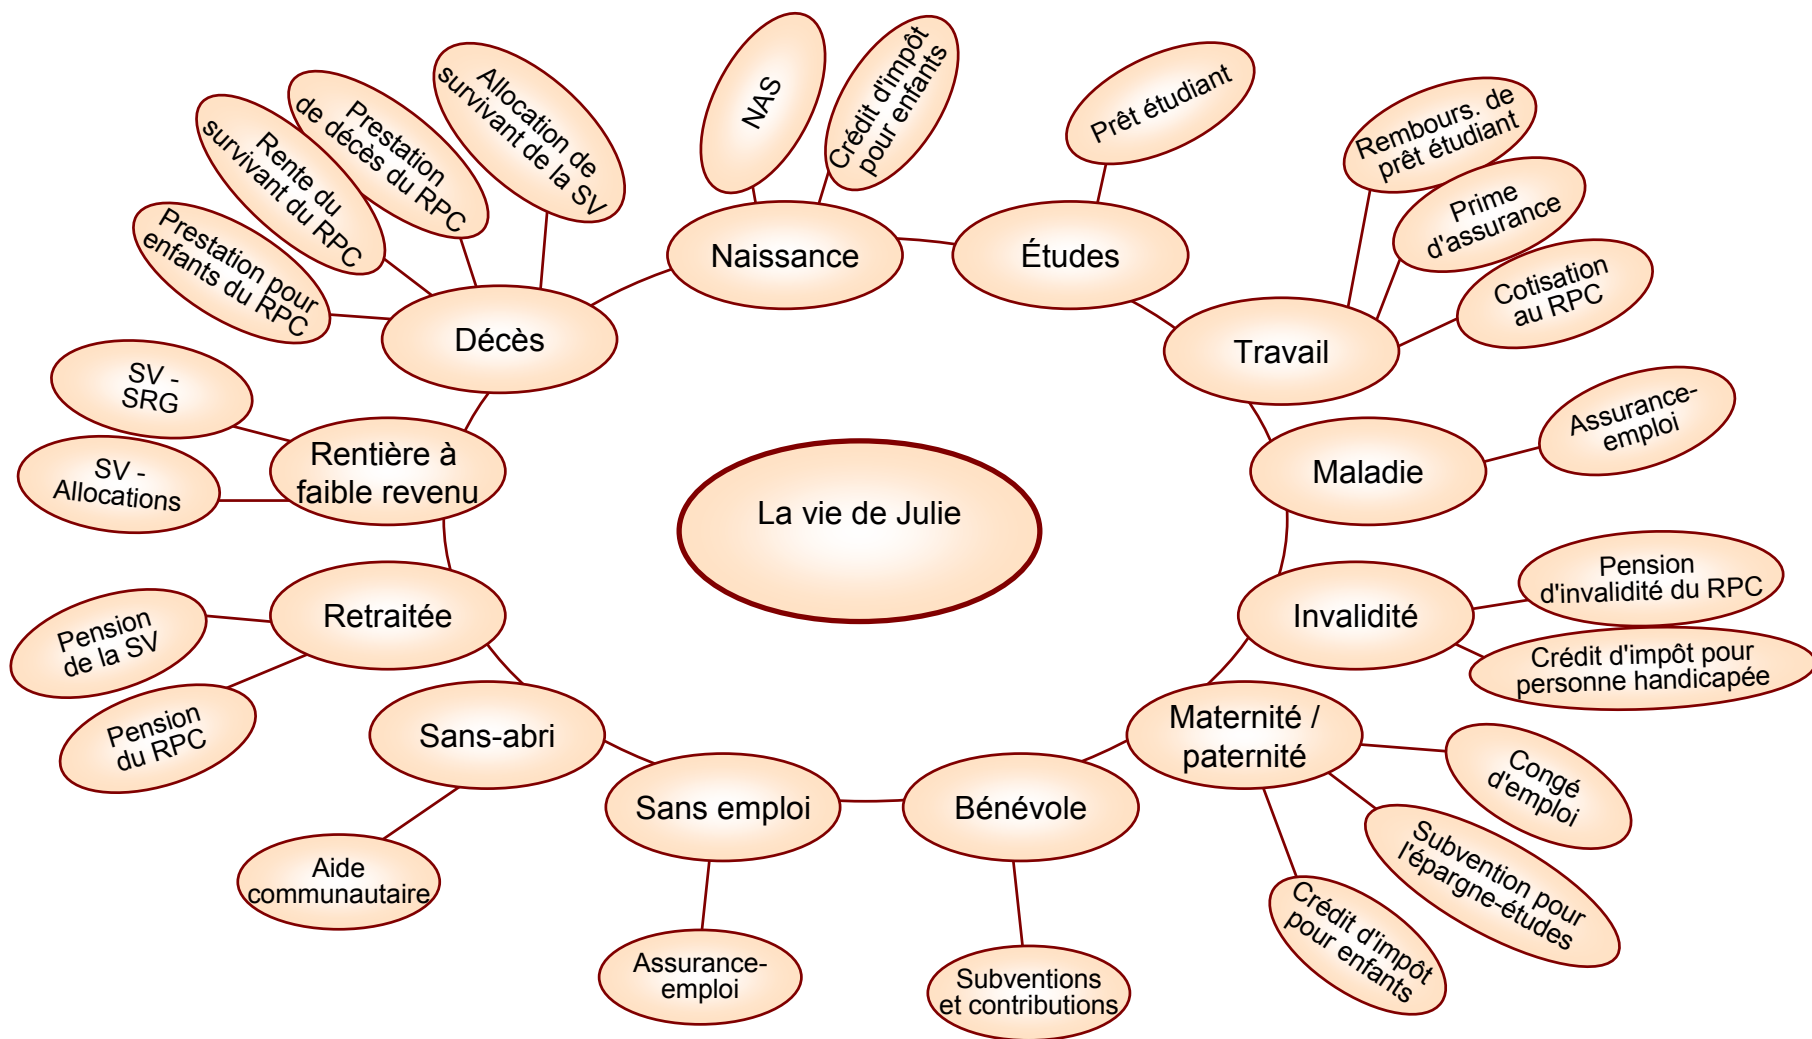 La vie de Julie
Naissance
NAS
Crédit d'impôt
pour enfants
Études
Prêt étudiant
Travail
Rembours. de
prêt étudiant
Prime
d'assurance
Cotisation
au RPC
Maladie
Assurance-
emploi
Invalidité
Pension
d'invalidité du RPC
Crédit d'impôt pour
personne handicapée
Maternité /
paternité
Congé
d'emploi
Subvention pour
l'épargne-études
Crédit d'impôt
pour enfants
Bénévole
Subventions
et contributions
Sans emploi
Assurance-
emploi
Sans-abri
Aide
communautaire
Retraitée
Pension
de la SV
Pension
du RPC
Rentière à
faible revenu
SV -
SRG
SV -
Allocations
Décès
Prestation pour
enfants du RPC
Rente du
survivant du RPC
Prestation
de décès du RPC
Allocation de
survivant de la SV